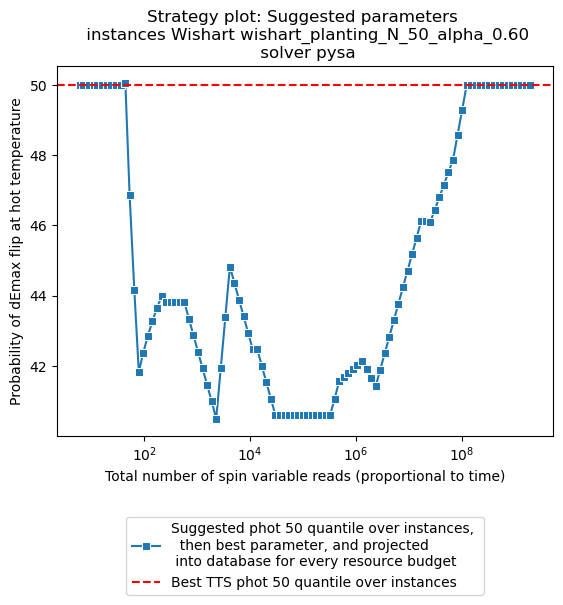 Strategy plot: Suggested parameters
instances Wishart wishart_planting_N_50_alpha_0.60
solver pysa
Probability of dEmax flip at hot temperature
50
48
46
44
42
10^2
10^4
10^6
10^8
Total number of spin variable reads (proportional to time)
Suggested phot 50 quantile over instances,
then best parameter, and projected
into database for every resource budget
Best TTS phot 50 quantile over instances